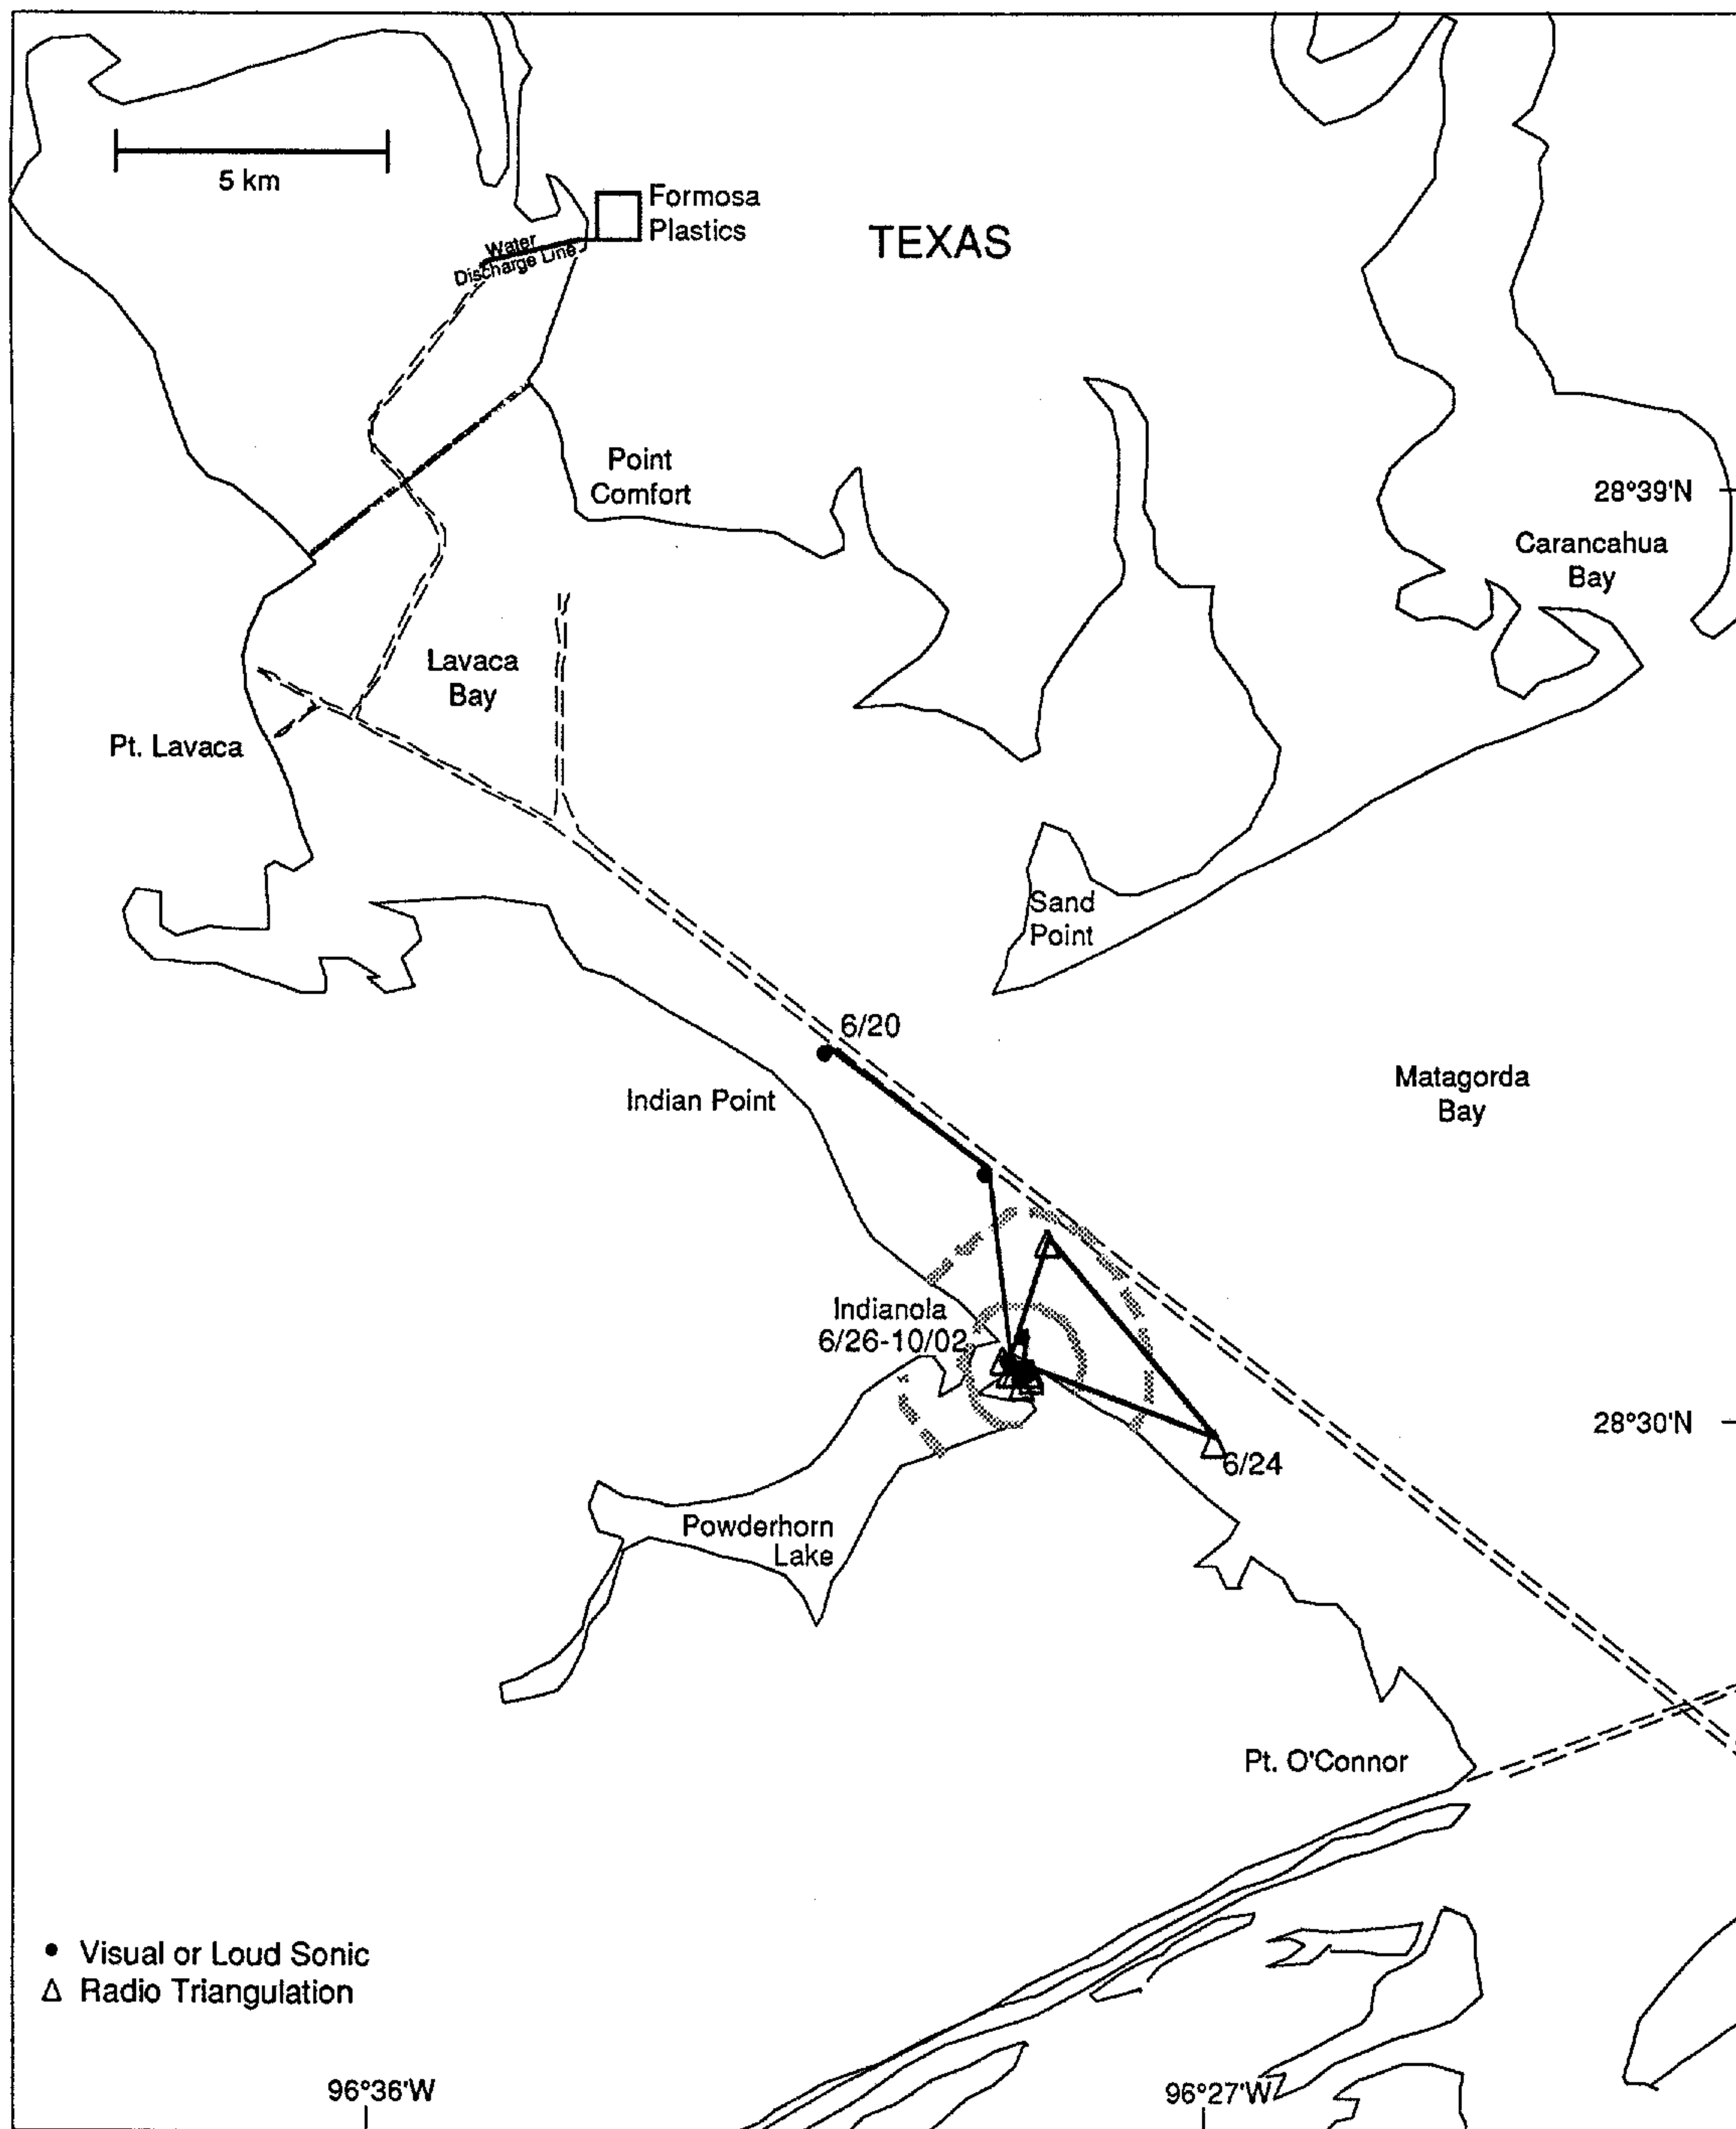 5 km
Formosa
Plastics
TEXAS
Water
Discharge Line
Point
Comfort
28°39'N
Carancahua
Bay
Lavaca
Bay
Pt. Lavaca
Sand
Point
6/20
Indian Point
Matagorda
Bay
Indianola
6/26-10/02
28°30'N
6/24
Powderhorn
Lake
Pt. O'Connor
Visual or Loud Sonic
Radio Triangulation
96°36'W
96°27'W